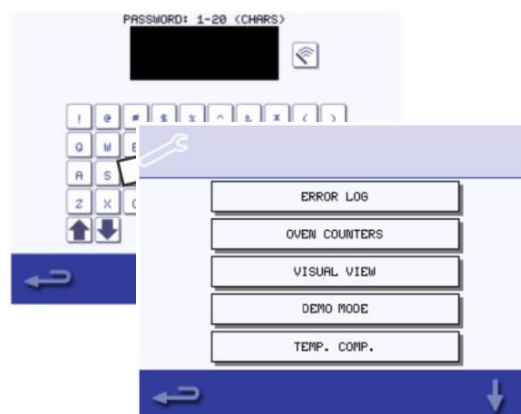 PASSWORD: 1-20 (CHARS)
! @ # $ % ^ & * ( )
Q W E
A S
Z X C
ERROR LOG
OVEN COUNTERS
VISUAL VIEW
DEMO MODE
TEMP. COMP.